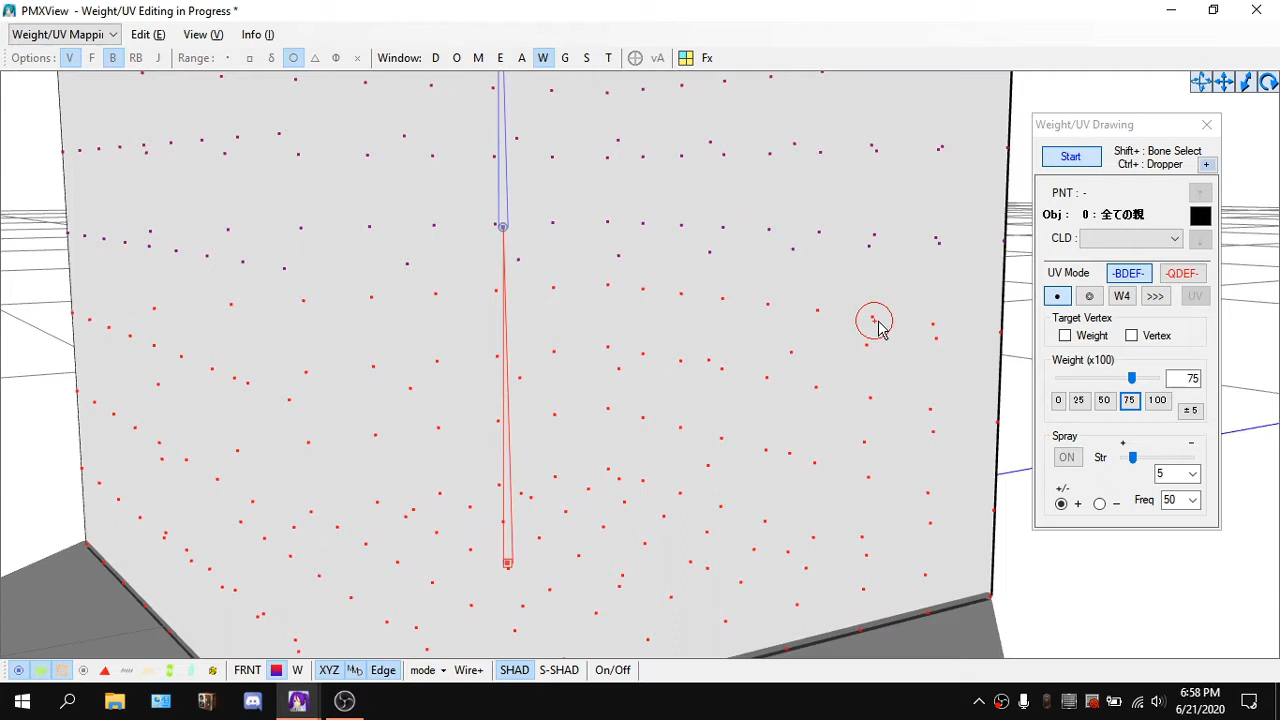 PMXView - Weight/UV Editing in Progress *
Weight/UV Mappin Edit (E) View (V) Info (I)
Options: V F B RB J Range: Window: D O M E A W G S T vA Fx
Weight/UV Drawing
Start Shift+ : Bone Select
Ctrl+ : Dropper +
PNT : -
Obj : 0 : 全ての親
CLD :
UV Mode -BDEF- -QDEF-
W4 >>> UV
Target Vertex
Weight Vertex
Weight (x100)
75
0 25 50 75 100 ± 5
Spray
+ −
ON Str
5
+/-
+ − Freq 50
FRNT W XYZ Edge mode Wire+ SHAD S-SHAD On/Off
6:58 PM
6/21/2020